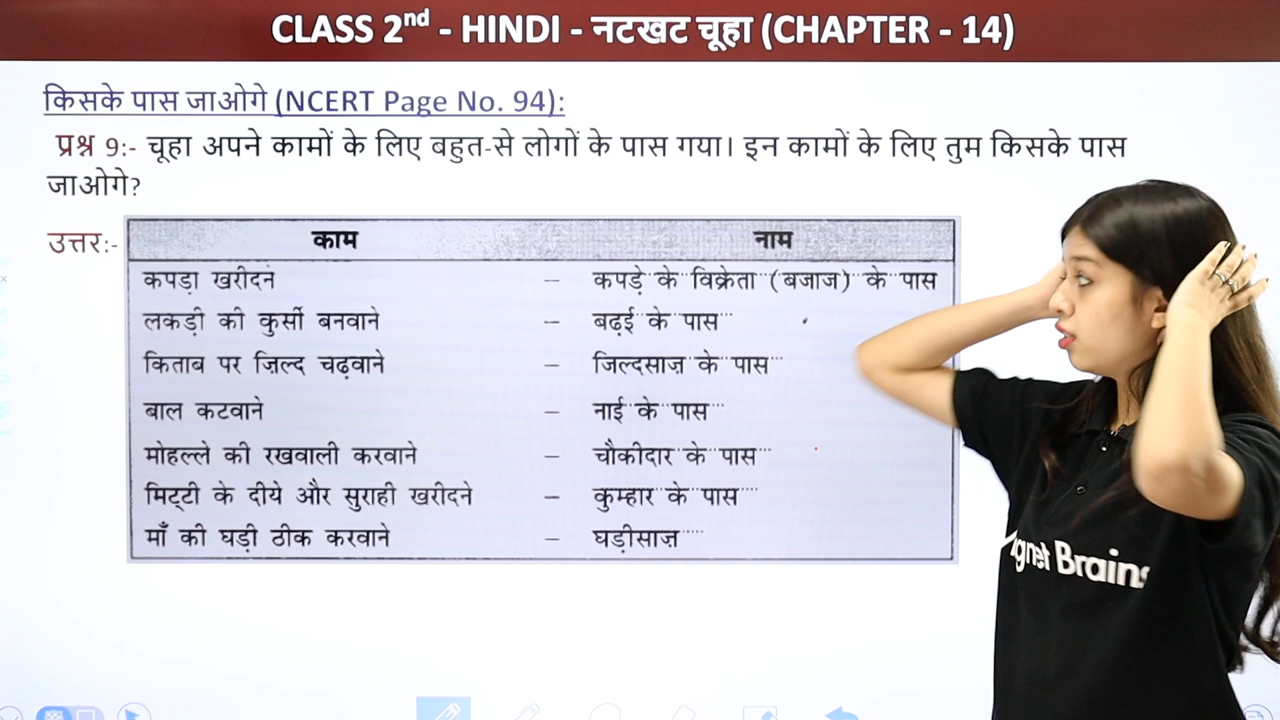 CLASS 2nd - HINDI - नटखट चूहा (CHAPTER - 14)
किसके पास जाओगे (NCERT Page No. 94):
प्रश्न 9:- चूहा अपने कामों के लिए बहुत-से लोगों के पास गया। इन कामों के लिए तुम किसके पास
जाओगे?
उत्तर:- काम नाम
कपड़ा खरीदने – कपड़े के विक्रेता (बजाज) के पास
लकड़ी की कुर्सी बनवाने – बढ़ई के पास
किताब पर ज़िल्द चढ़वाने – जिल्दसाज़ के पास
बाल कटवाने – नाई के पास
मोहल्ले की रखवाली करवाने – चौकीदार के पास
मिट्टी के दीये और सुराही खरीदने – कुम्हार के पास
माँ की घड़ी ठीक करवाने – घड़ीसाज़
Brains